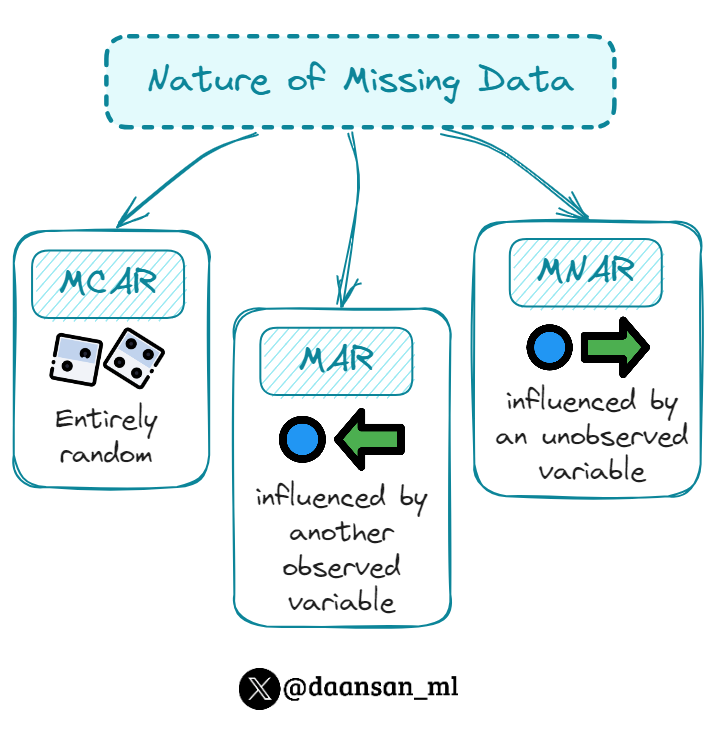 Nature of Missing Data
MCAR
Entirely
random
MAR
influenced by
another
observed
variable
MNAR
influenced by
an unobserved
variable
@daansan_ml